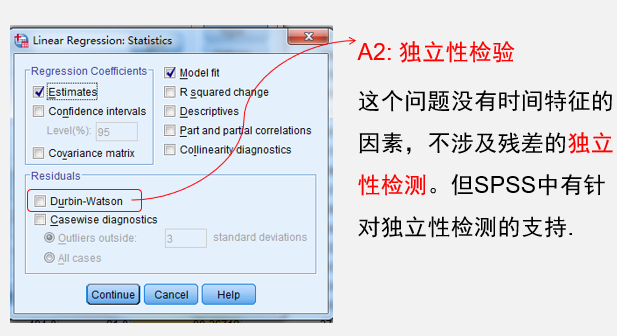 Linear Regression: Statistics
Regression Coefficients
Estimates
Confidence intervals
Level(%): 95
Covariance matrix
Model fit
R squared change
Descriptives
Part and partial correlations
Collinearity diagnostics
Residuals
Durbin-Watson
Casewise diagnostics
Outliers outside: 3 standard deviations
All cases
Continue Cancel Help
A2: 独立性检验
这个问题没有时间特征的
因素，不涉及残差的独立
性检测。但SPSS中有针
对独立性检测的支持.